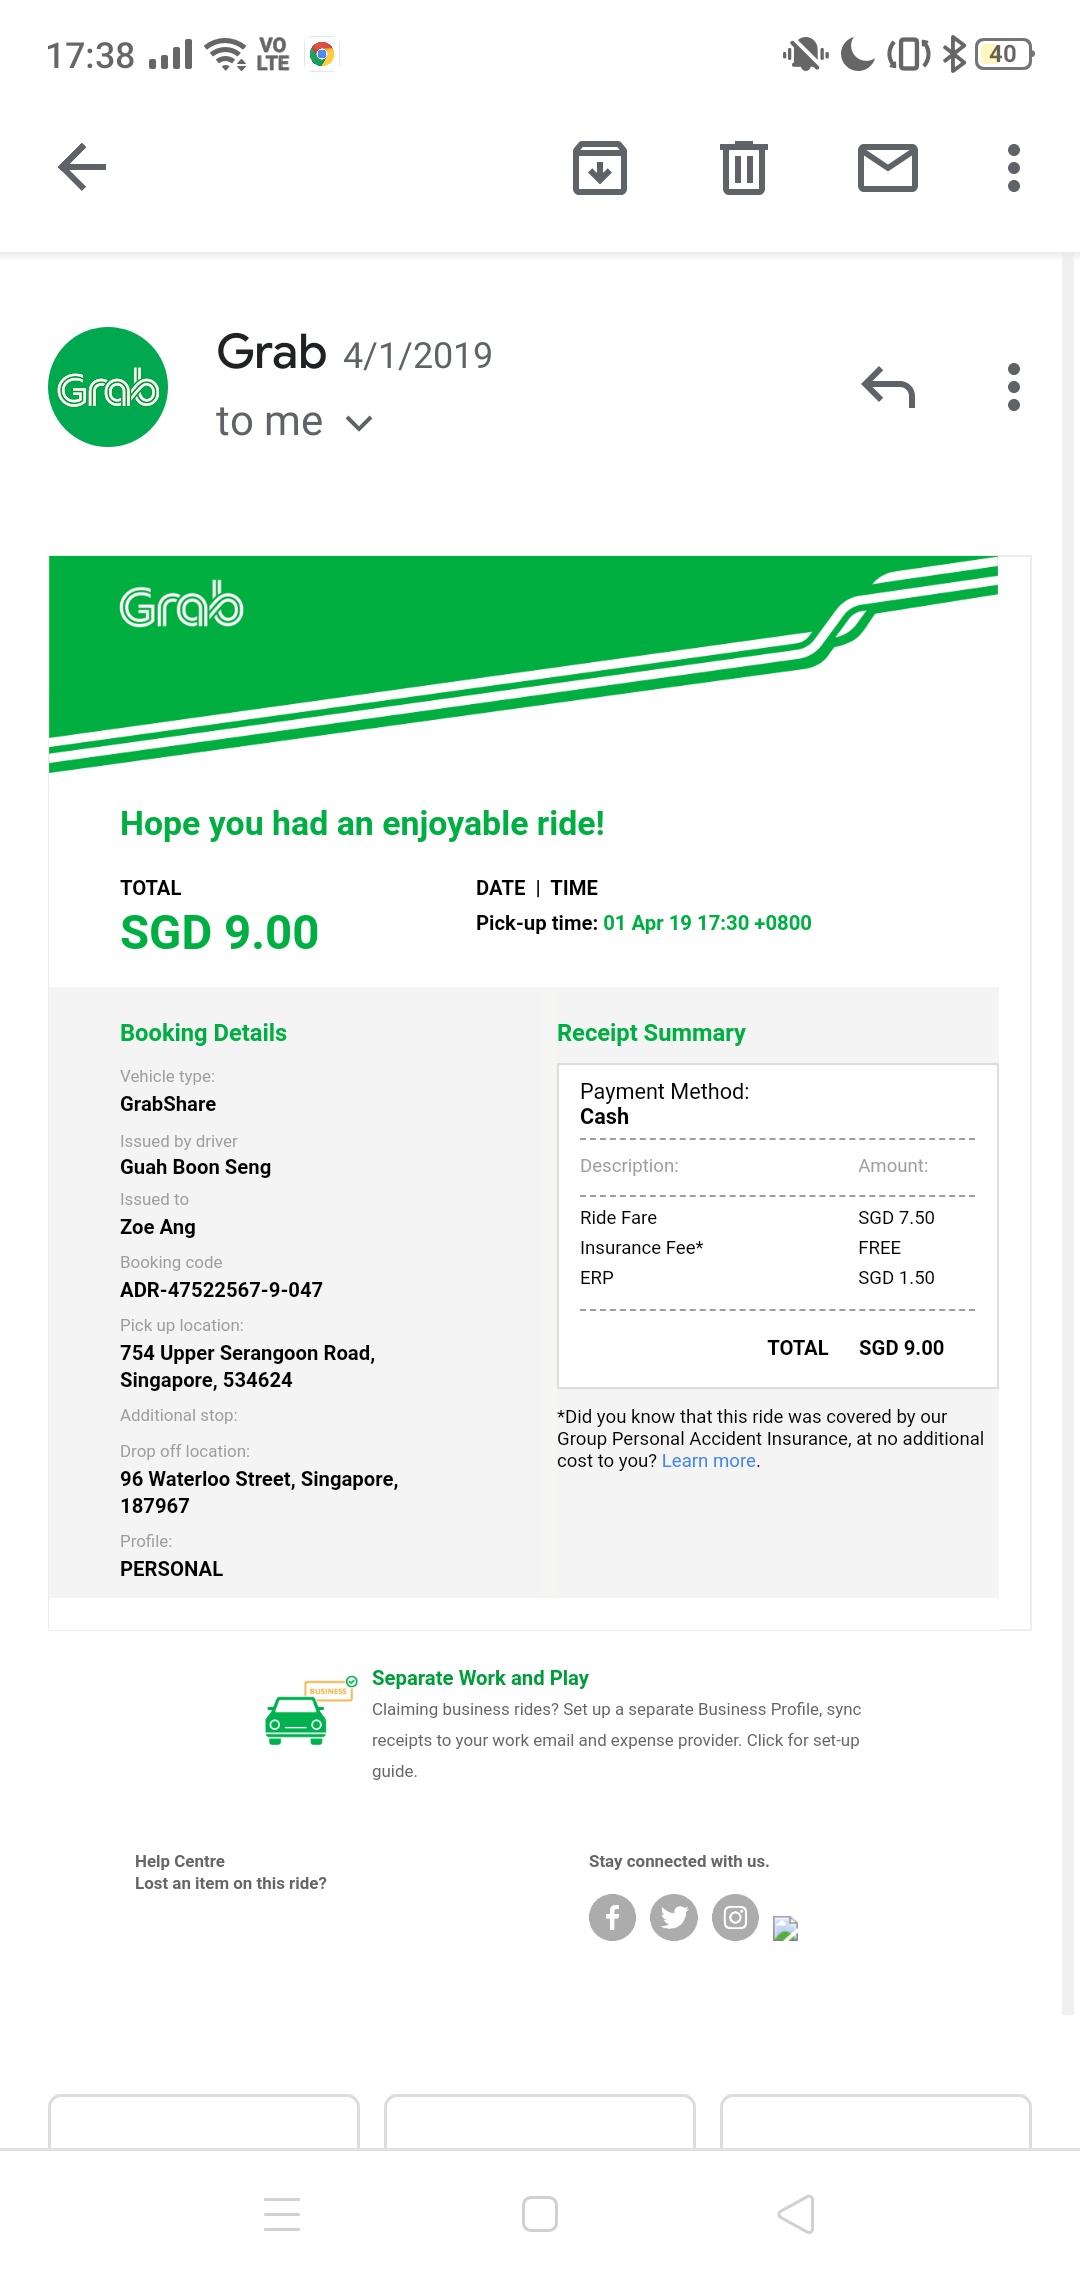 17:38 VO LTE 40
Grab
Grab 4/1/2019
to me
Grab
Hope you had an enjoyable ride!
TOTAL
SGD 9.00
DATE | TIME
Pick-up time: 01 Apr 19 17:30 +0800
Booking Details
Vehicle type:
GrabShare
Issued by driver
Guah Boon Seng
Issued to
Zoe Ang
Booking code
ADR-47522567-9-047
Pick up location:
754 Upper Serangoon Road,
Singapore, 534624
Additional stop:
Drop off location:
96 Waterloo Street, Singapore,
187967
Profile:
PERSONAL
Receipt Summary
Payment Method:
Cash
Description: Amount:
Ride Fare SGD 7.50
Insurance Fee* FREE
ERP SGD 1.50
TOTAL SGD 9.00
*Did you know that this ride was covered by our
Group Personal Accident Insurance, at no additional
cost to you? Learn more.
BUSINESS
Separate Work and Play
Claiming business rides? Set up a separate Business Profile, sync
receipts to your work email and expense provider. Click for set-up
guide.
Help Centre
Lost an item on this ride?
Stay connected with us.